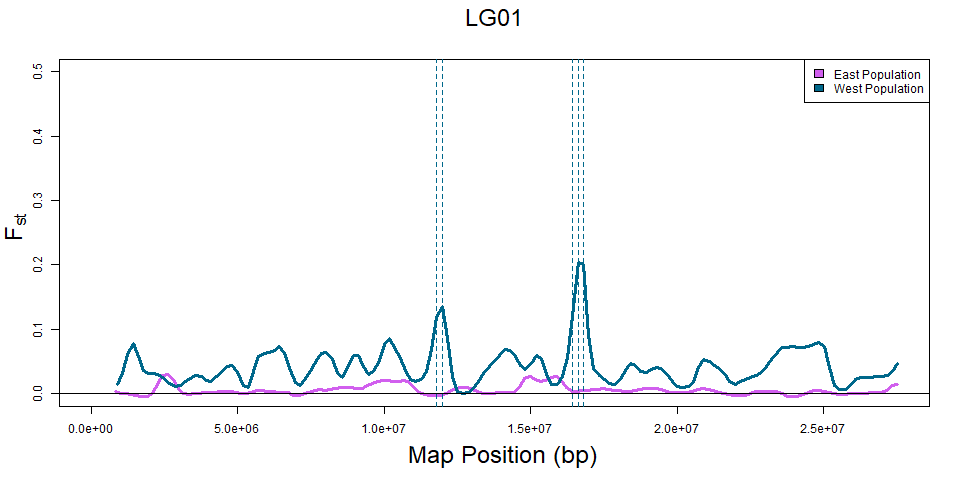 LG01
East Population
West Population
0.5
0.4
0.3
0.2
0.1
0.0
Fst
0.0e+00 5.0e+06 1.0e+07 1.5e+07 2.0e+07 2.5e+07
Map Position (bp)